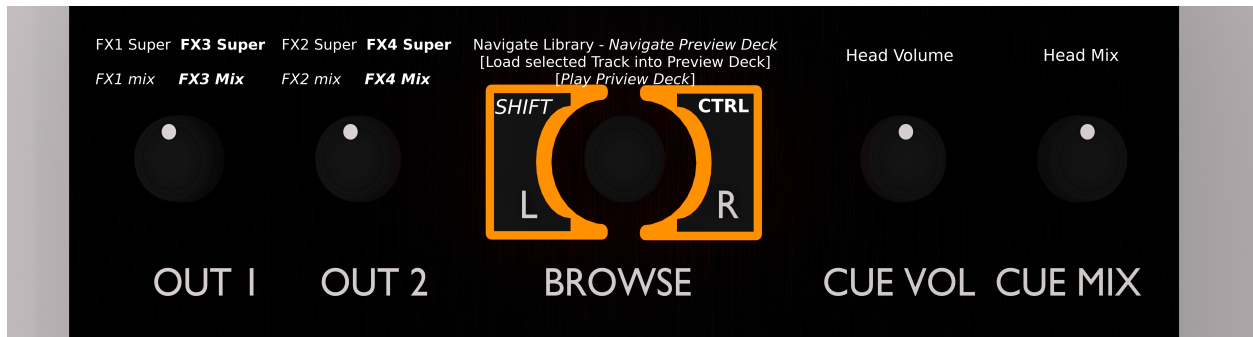 FX1 Super FX3 Super FX2 Super FX4 Super
FX1 mix FX3 Mix FX2 mix FX4 Mix
Navigate Library - Navigate Preview Deck
[Load selected Track into Preview Deck]
[Play Priview Deck]
Head Volume
Head Mix
SHIFT
CTRL
L
R
OUT 1
OUT 2
BROWSE
CUE VOL
CUE MIX